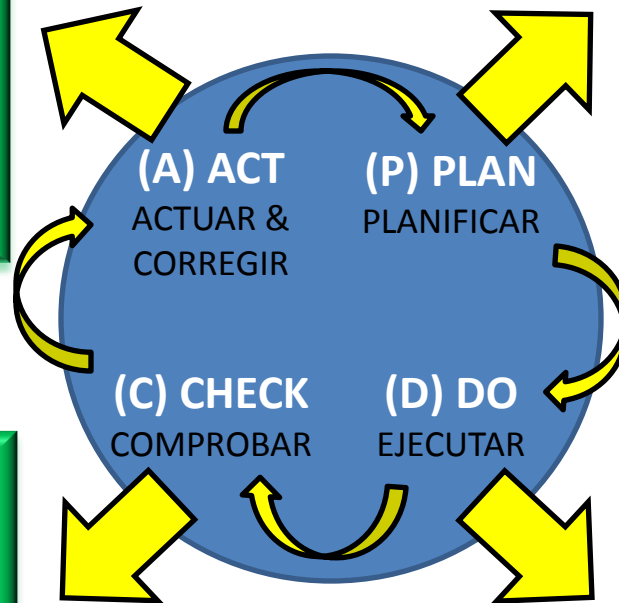 (A) ACT
ACTUAR &
CORREGIR
(P) PLAN
PLANIFICAR
(C) CHECK
COMPROBAR
(D) DO
EJECUTAR